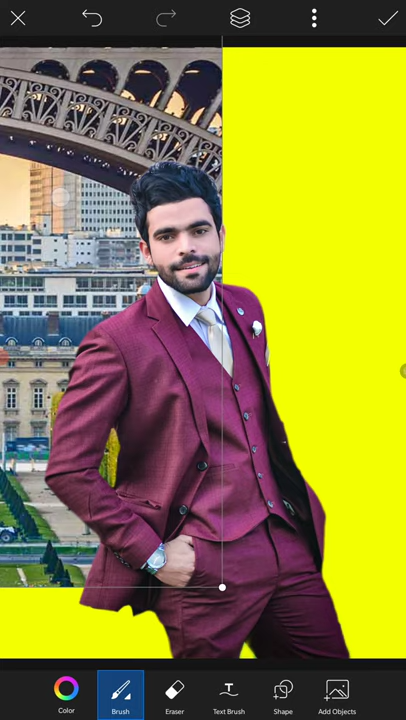 Color
Brush
Eraser
Text Brush
Shape
Add Objects